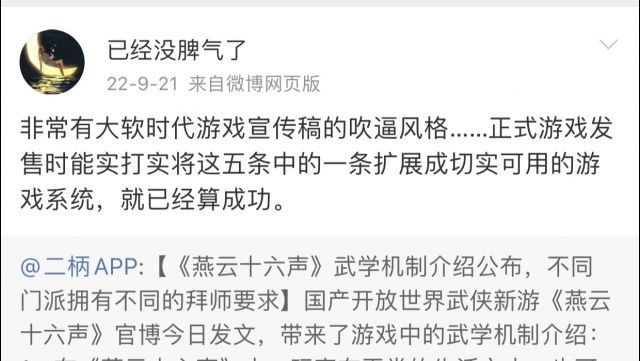 已经没脾气了
22-9-21 来自微博网页版
非常有大软时代游戏宣传稿的吹逼风格......正式游戏发
售时能实打实将这五条中的一条扩展成切实可用的游
戏系统，就已经算成功。
@二柄APP:【《燕云十六声》武学机制介绍公布，不同
门派拥有不同的拜师要求】国产开放世界武侠新游《燕云
十六声》官博今日发文，带来了游戏中的武学机制介绍：